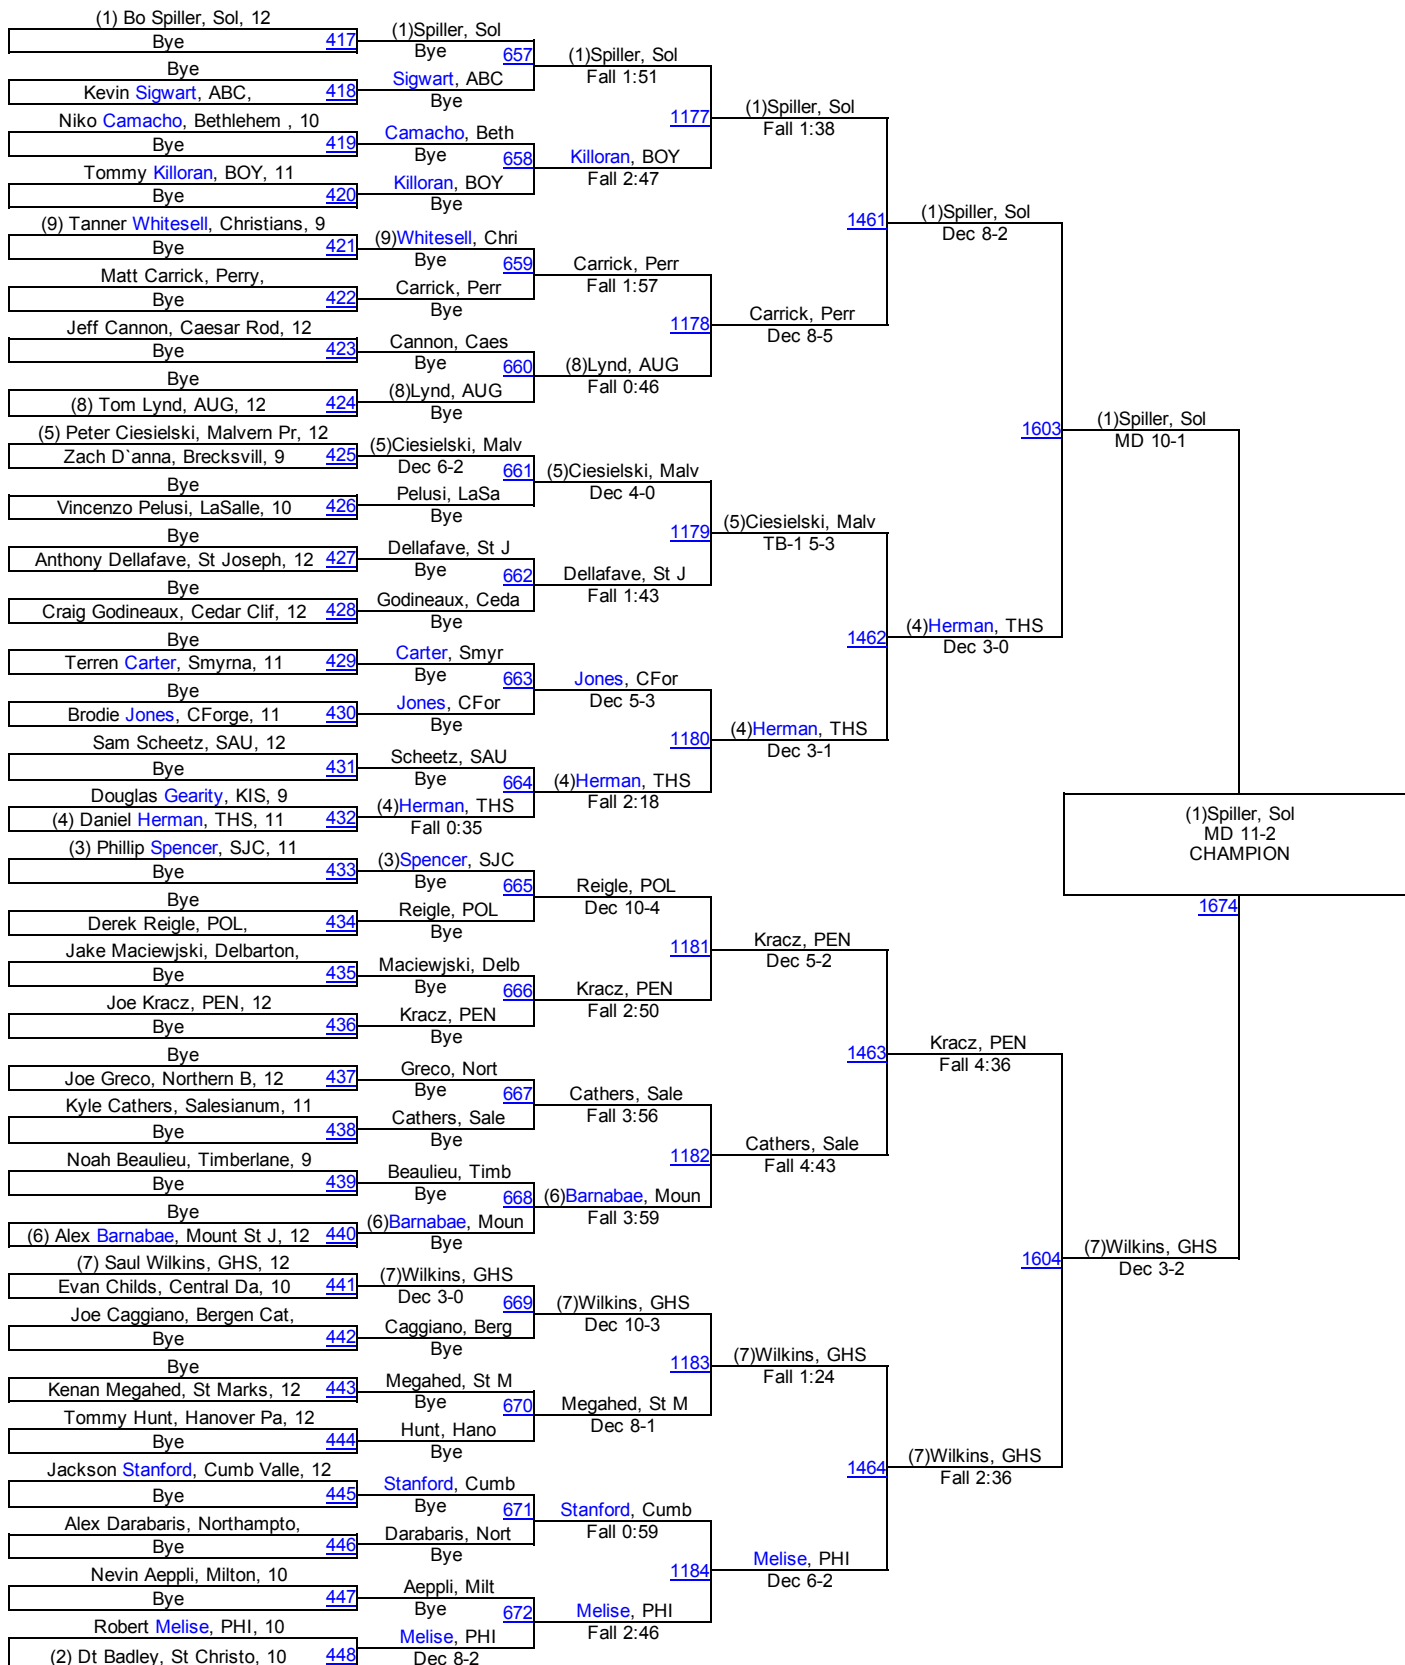 (1) Bo Spiller, Sol, 12
Bye
417
Bye
Kevin Sigwart, ABC,
418
Niko Camacho, Bethlehem , 10
Bye
419
Tommy Killoran, BOY, 11
Bye
420
(9) Tanner Whitesell, Christians, 9
Bye
421
Matt Carrick, Perry,
Bye
422
Jeff Cannon, Caesar Rod, 12
Bye
423
Bye
(8) Tom Lynd, AUG, 12
424
(5) Peter Ciesielski, Malvern Pr, 12
Zach D`anna, Brecksvill, 9
425
Bye
Vincenzo Pelusi, LaSalle, 10
426
Bye
Anthony Dellafave, St Joseph, 12
427
Bye
Craig Godineaux, Cedar Clif, 12
428
Bye
Terren Carter, Smyrna, 11
429
Bye
Brodie Jones, CForge, 11
430
Sam Scheetz, SAU, 12
Bye
431
Douglas Gearity, KIS, 9
(4) Daniel Herman, THS, 11
432
(3) Phillip Spencer, SJC, 11
Bye
433
Bye
Derek Reigle, POL,
434
Jake Maciewjski, Delbarton,
Bye
435
Joe Kracz, PEN, 12
Bye
436
Bye
Joe Greco, Northern B, 12
437
Kyle Cathers, Salesianum, 11
Bye
438
Noah Beaulieu, Timberlane, 9
Bye
439
Bye
(6) Alex Barnabae, Mount St J, 12
440
(7) Saul Wilkins, GHS, 12
Evan Childs, Central Da, 10
441
Joe Caggiano, Bergen Cat,
Bye
442
Bye
Kenan Megahed, St Marks, 12
443
Tommy Hunt, Hanover Pa, 12
Bye
444
Jackson Stanford, Cumb Valle, 12
Bye
445
Alex Darabaris, Northampto,
Bye
446
Nevin Aeppli, Milton, 10
Bye
447
Robert Melise, PHI, 10
(2) Dt Badley, St Christo, 10
448
(1)Spiller, Sol
Bye
657
Sigwart, ABC
Bye
Camacho, Beth
Bye
658
Killoran, BOY
Bye
(9)Whitesell, Chri
Bye
659
Carrick, Perr
Bye
Cannon, Caes
Bye
660
(8)Lynd, AUG
Bye
(5)Ciesielski, Malv
Dec 6-2
661
Pelusi, LaSa
Bye
Dellafave, St J
Bye
662
Godineaux, Ceda
Bye
Carter, Smyr
Bye
663
Jones, CFor
Bye
Scheetz, SAU
Bye
664
(4)Herman, THS
Fall 0:35
(3)Spencer, SJC
Bye
665
Reigle, POL
Bye
Maciewjski, Delb
Bye
666
Kracz, PEN
Bye
Greco, Nort
Bye
667
Cathers, Sale
Bye
Beaulieu, Timb
Bye
668
(6)Barnabae, Moun
Bye
(7)Wilkins, GHS
Dec 3-0
669
Caggiano, Berg
Bye
Megahed, St M
Bye
670
Hunt, Hano
Bye
Stanford, Cumb
Bye
671
Darabaris, Nort
Bye
Aeppli, Milt
Bye
672
Melise, PHI
Dec 8-2
(1)Spiller, Sol
Fall 1:51
1177
Killoran, BOY
Fall 2:47
Carrick, Perr
Fall 1:57
1178
(8)Lynd, AUG
Fall 0:46
(5)Ciesielski, Malv
Dec 4-0
1179
Dellafave, St J
Fall 1:43
Jones, CFor
Dec 5-3
1180
(4)Herman, THS
Fall 2:18
Reigle, POL
Dec 10-4
1181
Kracz, PEN
Fall 2:50
Cathers, Sale
Fall 3:56
1182
(6)Barnabae, Moun
Fall 3:59
(7)Wilkins, GHS
Dec 10-3
1183
Megahed, St M
Dec 8-1
Stanford, Cumb
Fall 0:59
1184
Melise, PHI
Fall 2:46
(1)Spiller, Sol
Fall 1:38
1461
Carrick, Perr
Dec 8-5
(5)Ciesielski, Malv
TB-1 5-3
1462
(4)Herman, THS
Dec 3-1
Kracz, PEN
Dec 5-2
1463
Cathers, Sale
Fall 4:43
(7)Wilkins, GHS
Fall 1:24
1464
Melise, PHI
Dec 6-2
(1)Spiller, Sol
Dec 8-2
1603
(4)Herman, THS
Dec 3-0
Kracz, PEN
Fall 4:36
1604
(7)Wilkins, GHS
Fall 2:36
(1)Spiller, Sol
MD 10-1
(1)Spiller, Sol
MD 11-2
CHAMPION
1674
(7)Wilkins, GHS
Dec 3-2